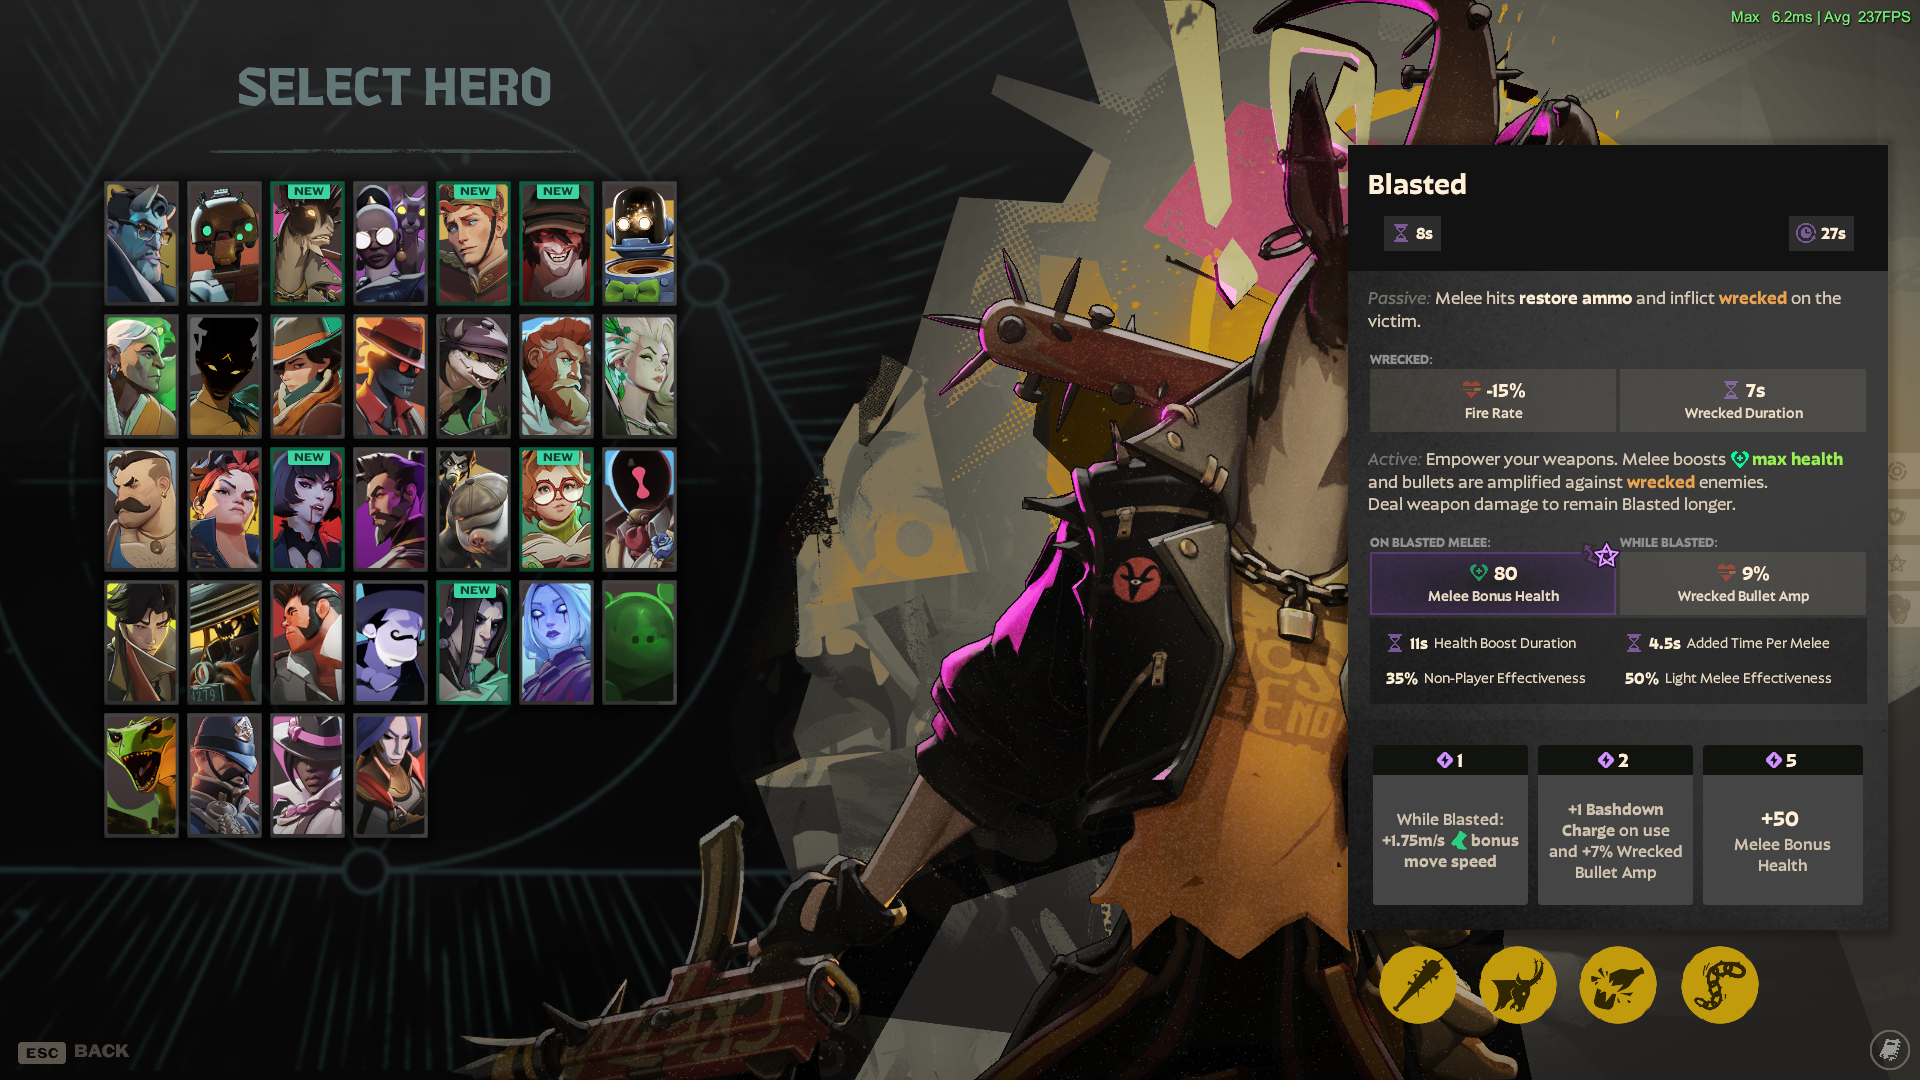 Max 6.2ms | Avg 237FPS
SELECT HERO
NEW
NEW
NEW
NEW
NEW
NEW
4279
ESC BACK
Blasted
8s
27s
Passive: Melee hits restore ammo and inflict wrecked on the
victim.
WRECKED:
-15%
Fire Rate
7s
Wrecked Duration
Active: Empower your weapons. Melee boosts max health
and bullets are amplified against wrecked enemies.
Deal weapon damage to remain Blasted longer.
ON BLASTED MELEE:
WHILE BLASTED:
80
Melee Bonus Health
9%
Wrecked Bullet Amp
11s Health Boost Duration
4.5s Added Time Per Melee
35% Non-Player Effectiveness
50% Light Melee Effectiveness
1
While Blasted:
+1.75m/s bonus
move speed
2
+1 Bashdown
Charge on use
and +7% Wrecked
Bullet Amp
5
+50
Melee Bonus
Health